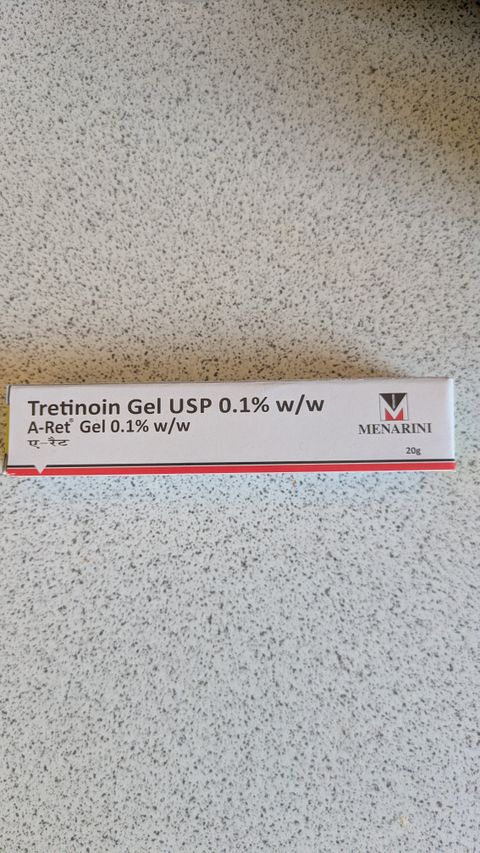 Tretinoin Gel USP 0.1% w/w
A-Ret® Gel 0.1% w/w
ए-रैट
MENARINI
20g